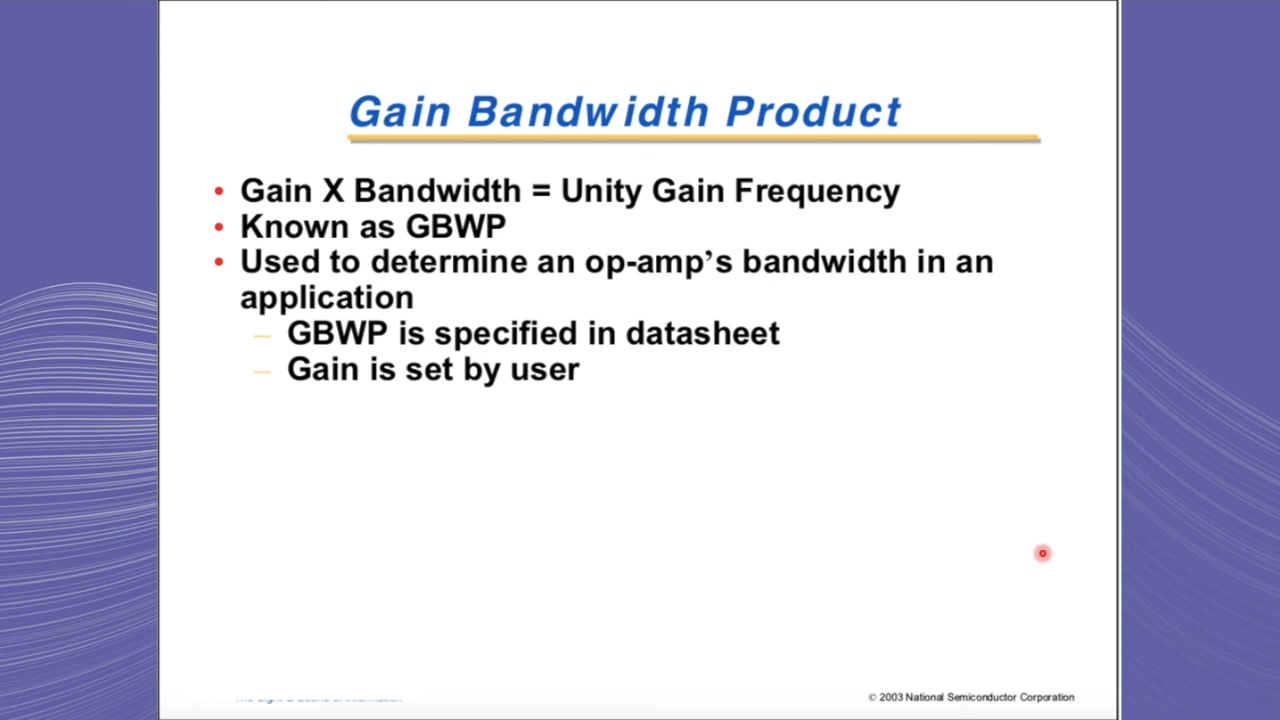 Gain Bandwidth Product
• Gain X Bandwidth = Unity Gain Frequency
• Known as GBWP
• Used to determine an op-amp’s bandwidth in an
application
– GBWP is specified in datasheet
– Gain is set by user
© 2003 National Semiconductor Corporation